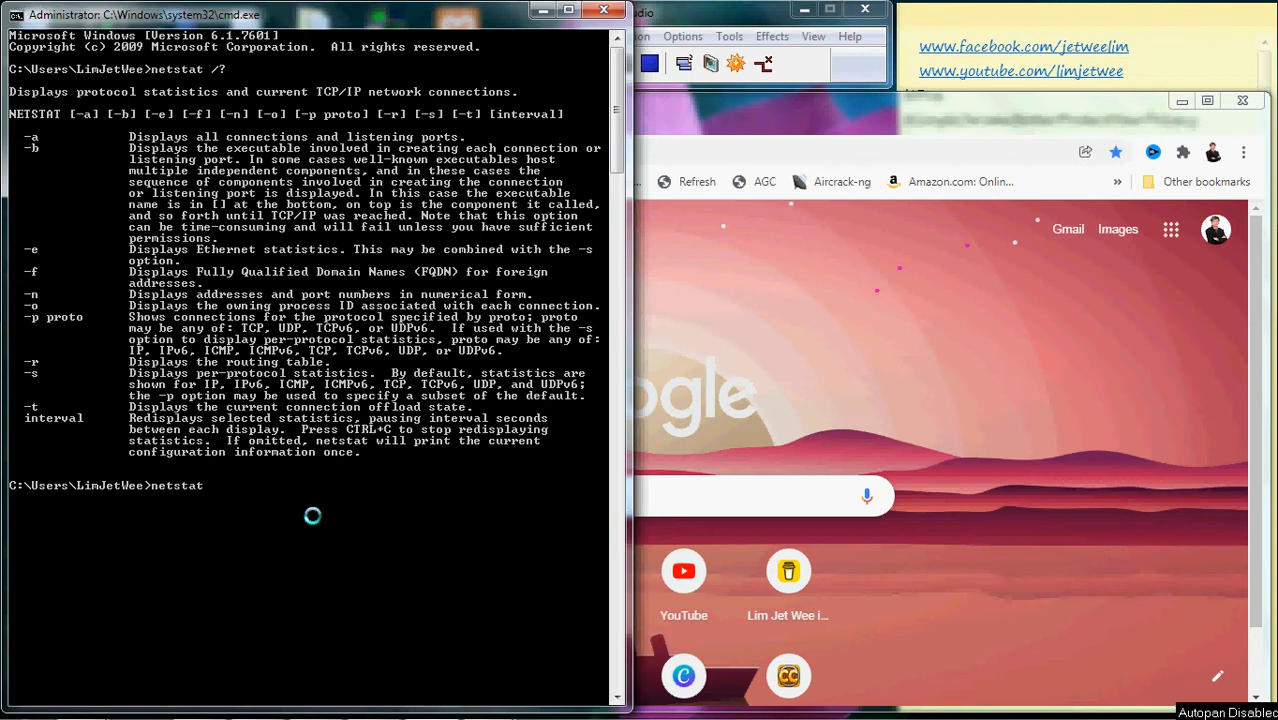 Administrator: C:\Windows\system32\cmd.exe
Microsoft Windows [Version 6.1.7601]
Copyright (c) 2009 Microsoft Corporation.  All rights reserved.
C:\Users\LimJetWee>netstat /?
Displays protocol statistics and current TCP/IP network connections.
NETSTAT [-a] [-b] [-e] [-f] [-n] [-o] [-p proto] [-r] [-s] [-t] [interval]
-a Displays all connections and listening ports.
-b Displays the executable involved in creating each connection or
listening port. In some cases well-known executables host
multiple independent components, and in these cases the
sequence of components involved in creating the connection
or listening port is displayed. In this case the executable
name is in [] at the bottom, on top is the component it called,
and so forth until TCP/IP was reached. Note that this option
can be time-consuming and will fail unless you have sufficient
permissions.
-e Displays Ethernet statistics. This may be combined with the -s
option.
-f Displays Fully Qualified Domain Names (FQDN) for foreign
addresses.
-n Displays addresses and port numbers in numerical form.
-o Displays the owning process ID associated with each connection.
-p proto Shows connections for the protocol specified by proto; proto
may be any of: TCP, UDP, TCPv6, or UDPv6.  If used with the -s
option to display per-protocol statistics, proto may be any of:
IP, IPv6, ICMP, ICMPv6, TCP, TCPv6, UDP, or UDPv6.
-r Displays the routing table.
-s Displays per-protocol statistics.  By default, statistics are
shown for IP, IPv6, ICMP, ICMPv6, TCP, TCPv6, UDP, and UDPv6;
the -p option may be used to specify a subset of the default.
-t Displays the current connection offload state.
interval Redisplays selected statistics, pausing interval seconds
between each display.  Press CTRL+C to stop redisplaying
statistics.  If omitted, netstat will print the current
configuration information once.
C:\Users\LimJetWee>netstat
Options Tools Effects View Help
www.facebook.com/jetweelim
www.youtube.com/limjetwee
Refresh AGC Aircrack-ng Amazon.com: Onlin... » Other bookmarks
Gmail Images
ogle
YouTube Lim Jet Wee i...
CC
Autopan Disabled